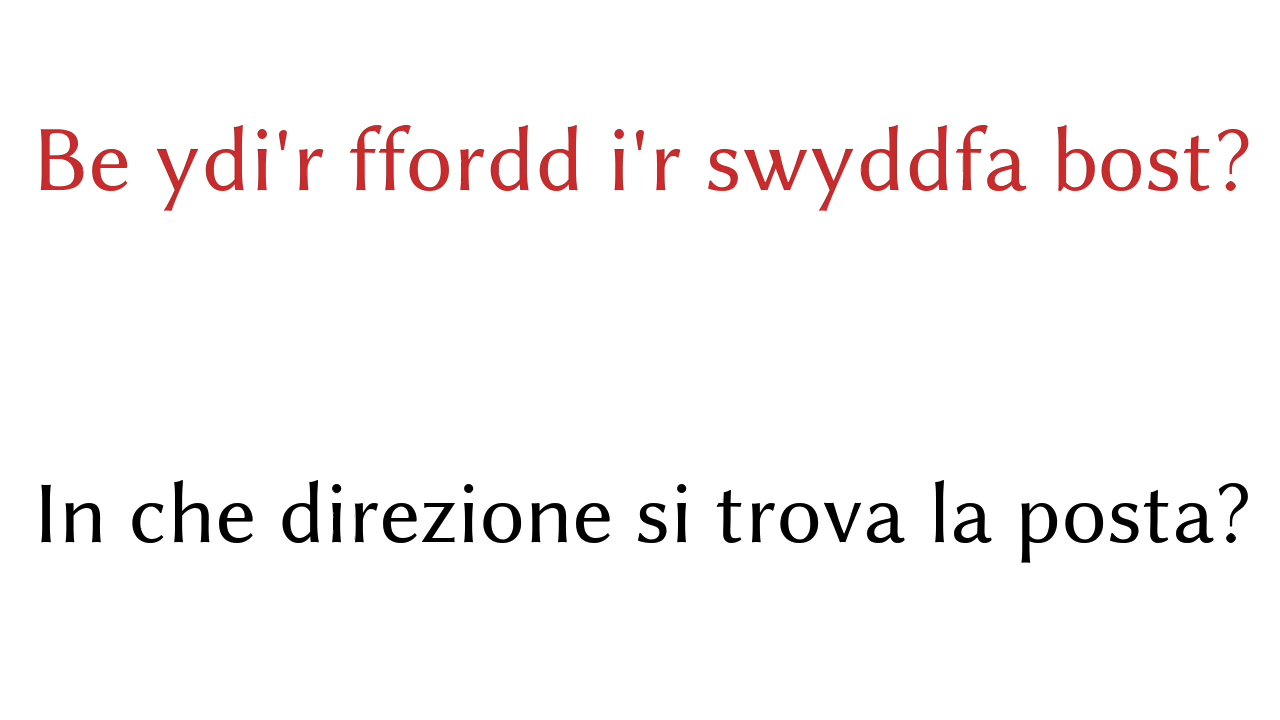 Be ydi'r ffordd i'r swyddfa bost?
In che direzione si trova la posta?